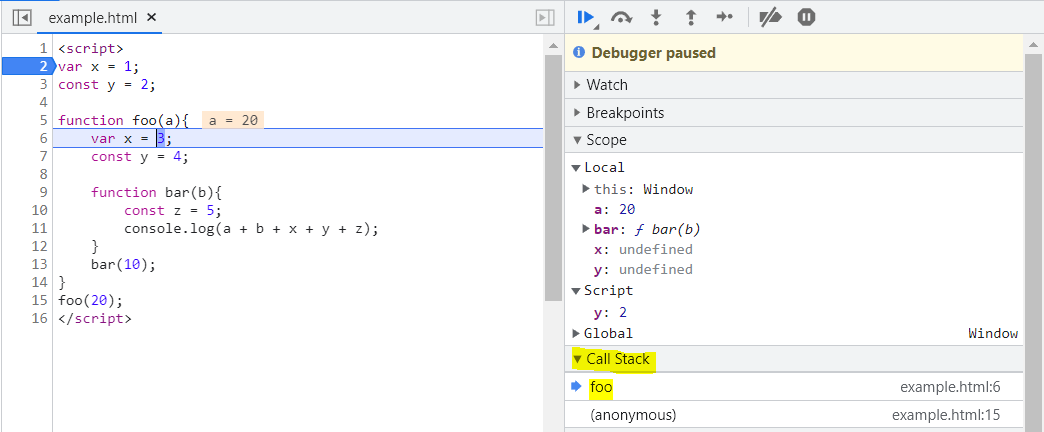 example.html ×
1 <script>
2 var x = 1;
3 const y = 2;
4
5 function foo(a){ a = 20
6 var x = 3;
7 const y = 4;
8
9 function bar(b){
10 const z = 5;
11 console.log(a + b + x + y + z);
12 }
13 bar(10);
14 }
15 foo(20);
16 </script>
Debugger paused
Watch
Breakpoints
Scope
Local
this: Window
a: 20
bar: ƒ bar(b)
x: undefined
y: undefined
Script
y: 2
Global Window
Call Stack
foo example.html:6
(anonymous) example.html:15